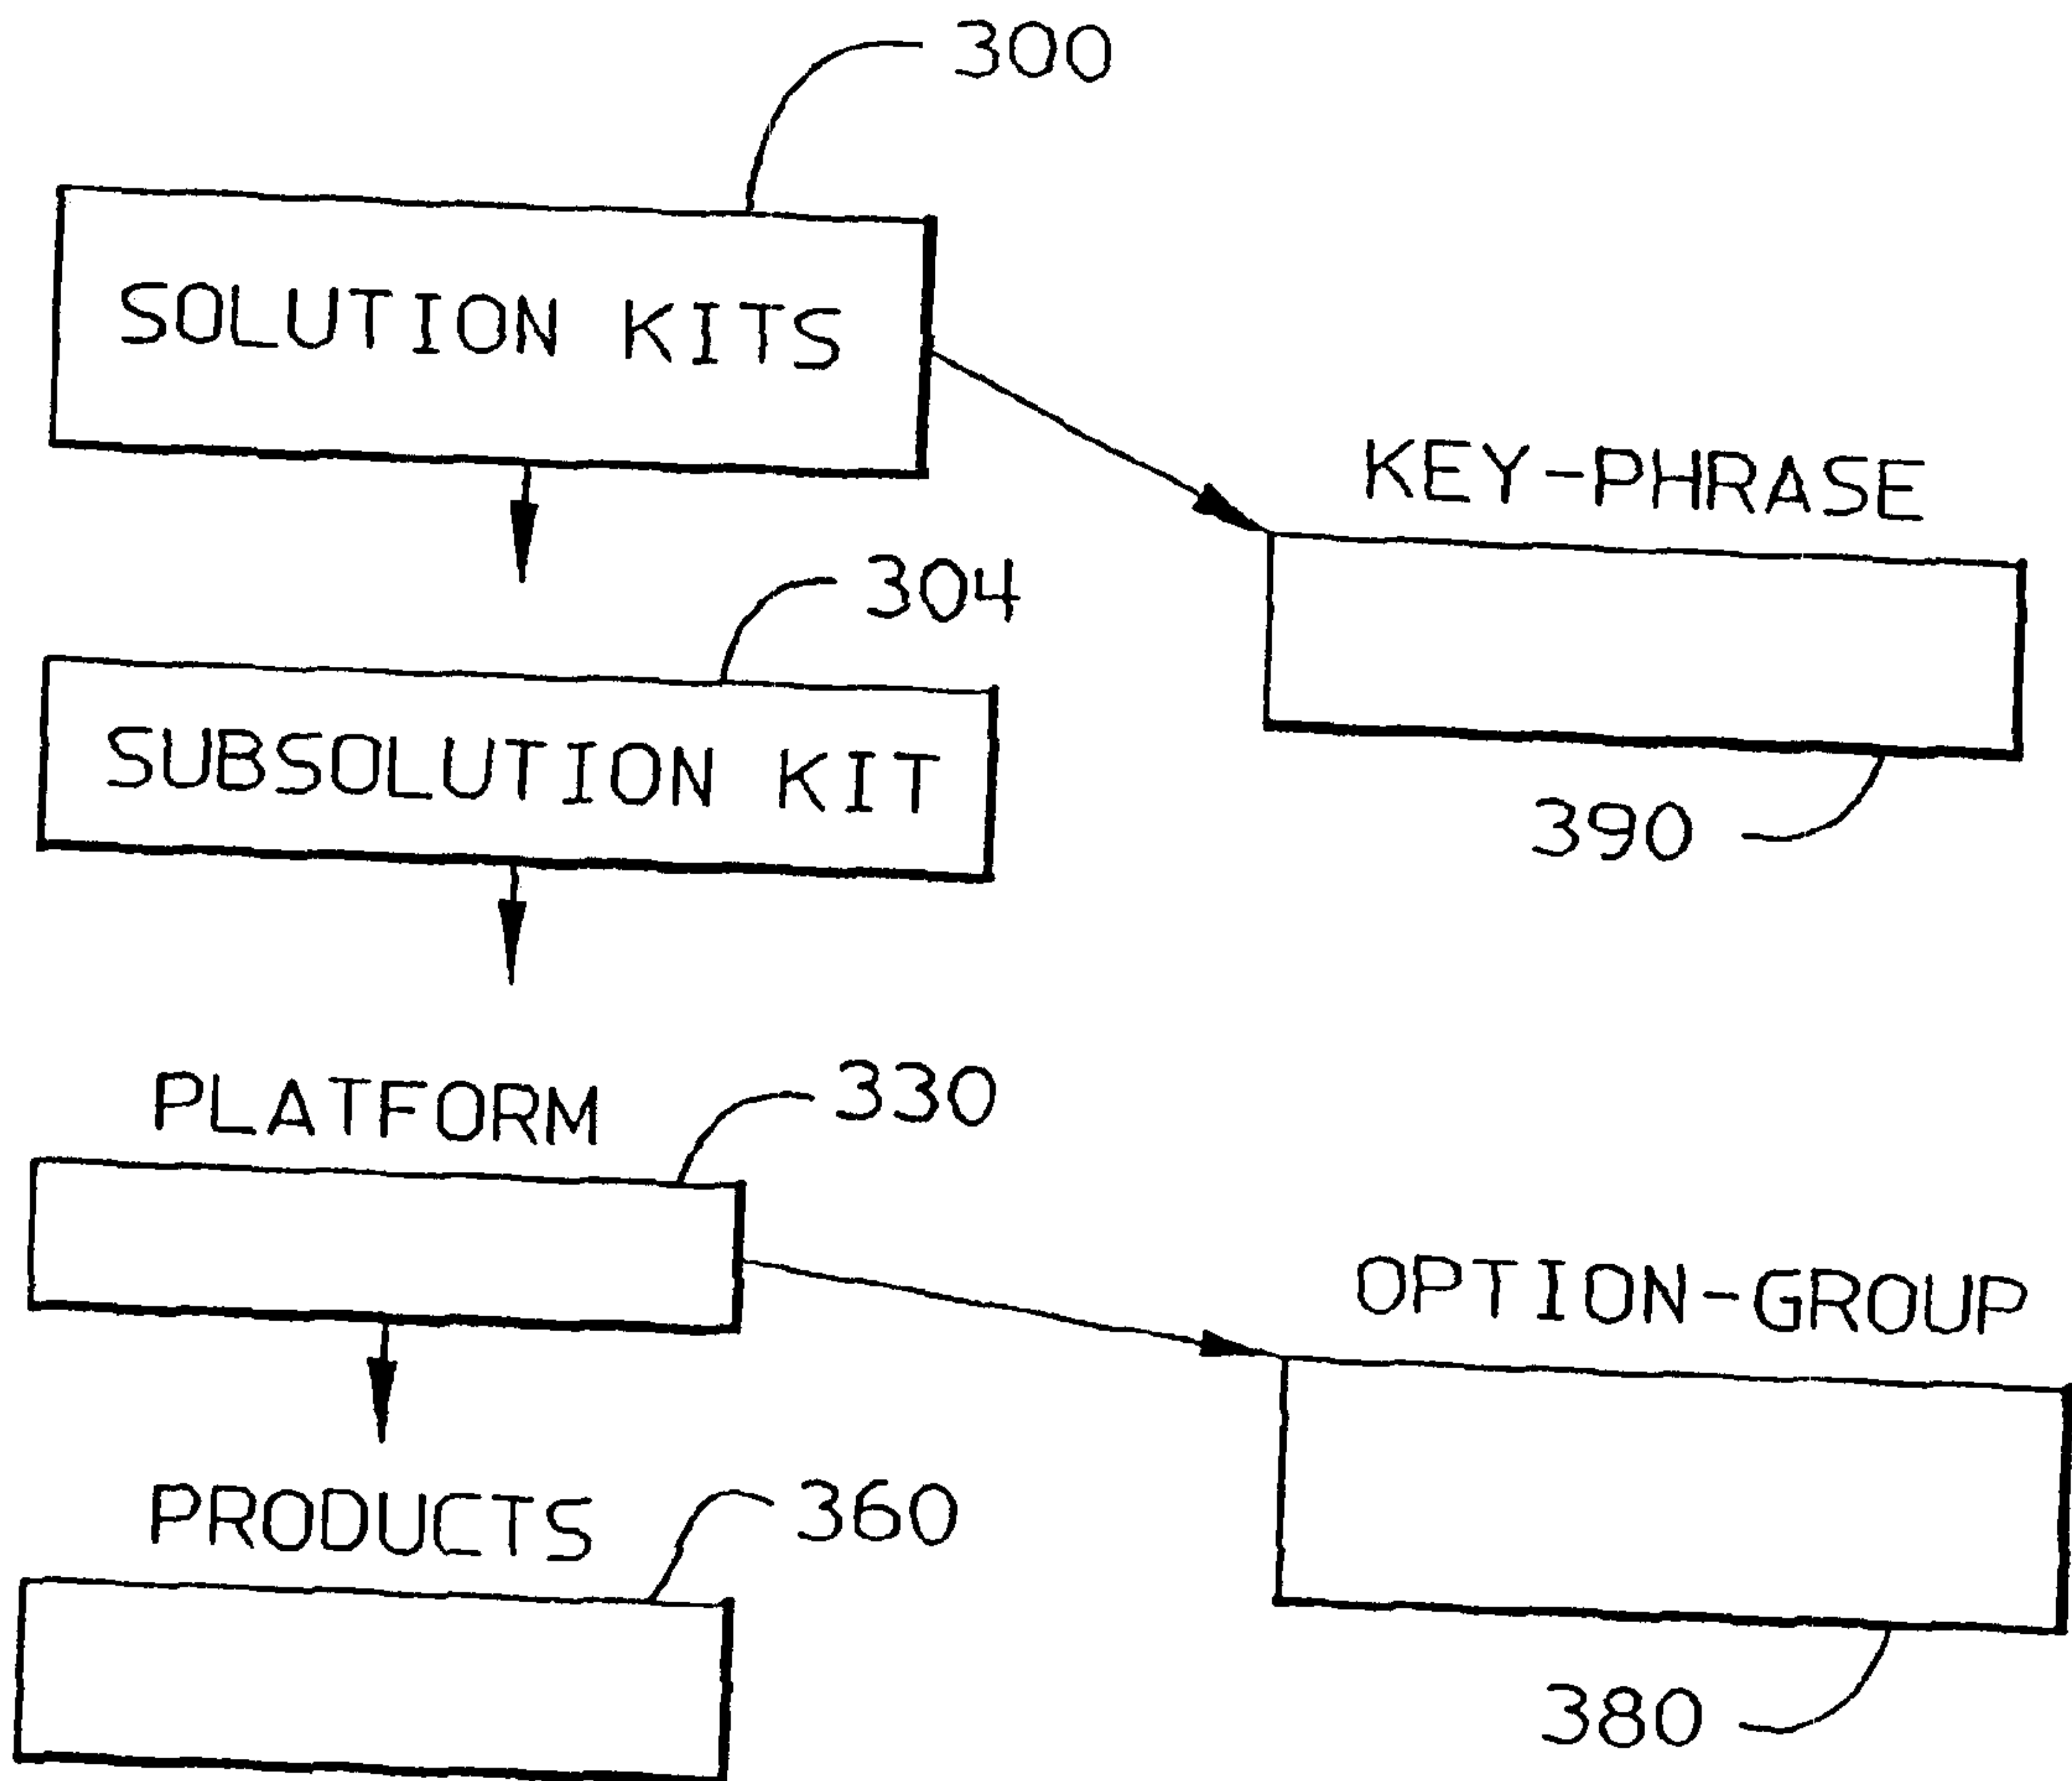 300
SOLUTION KITS
KEY-PHRASE
304
SUBSOLUTION KIT
390
PLATFORM
330
OPTION-GROUP
PRODUCTS
360
380